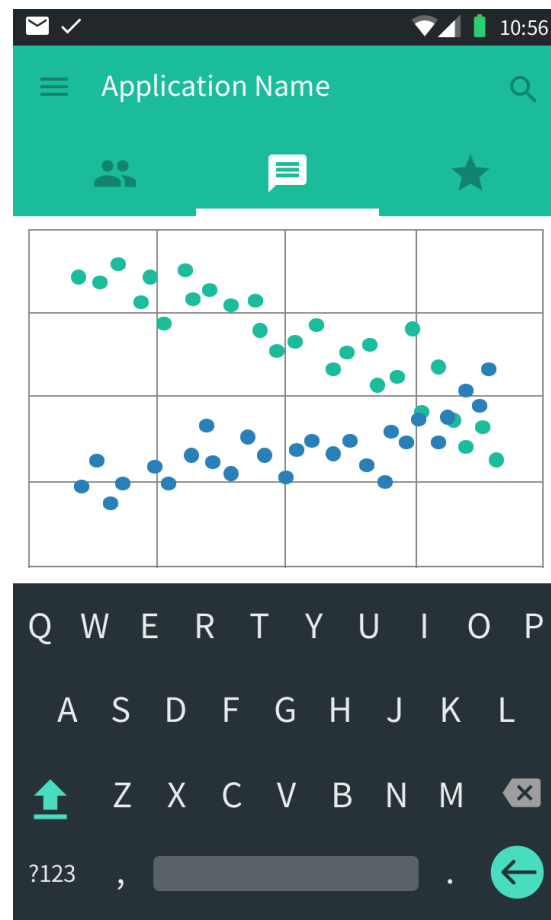 10:56
Application Name
Q W E R T Y U I O P
A S D F G H J K L
Z X C V B N M
?123 , .